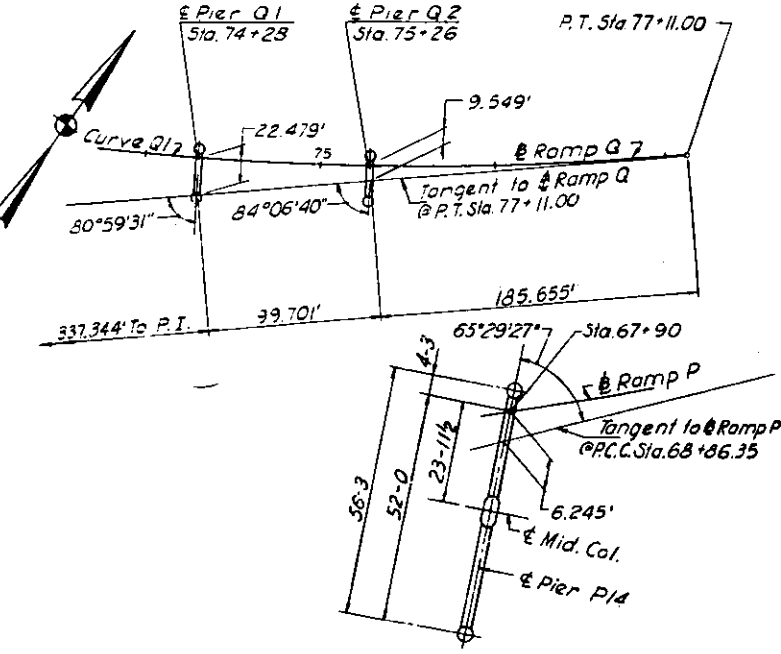 ℄ Pier Q1
Sta. 74+28
℄ Pier Q2
Sta. 75+26
P.T. Sta. 77+11.00
Curve Q1
22.479'
75
9.549'
℄ Ramp Q
7
Tangent to ℄ Ramp Q
@ P.T. Sta. 77+11.00
80°59'31"
84°06'40"
337.344' To P.I.
99.701'
185.655'
65°29'27"
Sta. 67+90
4-3
℄ Ramp P
Tangent to ℄ Ramp P
@ P.C.C. Sta. 68+86.35
56-3
52-0
23-11½
6.245'
℄ Mid. Col.
℄ Pier P14